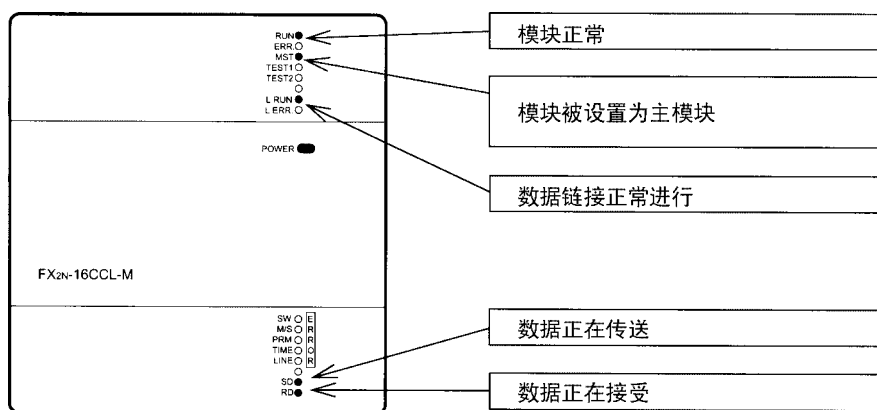 RUN
ERR.
MST
TEST1
TEST2
L RUN
L ERR.
POWER
FX2N-16CCL-M
SW
M/S
PRM
TIME
LINE
SD
RD
ERROR
模块正常
模块被设置为主模块
数据链接正常进行
数据正在传送
数据正在接受